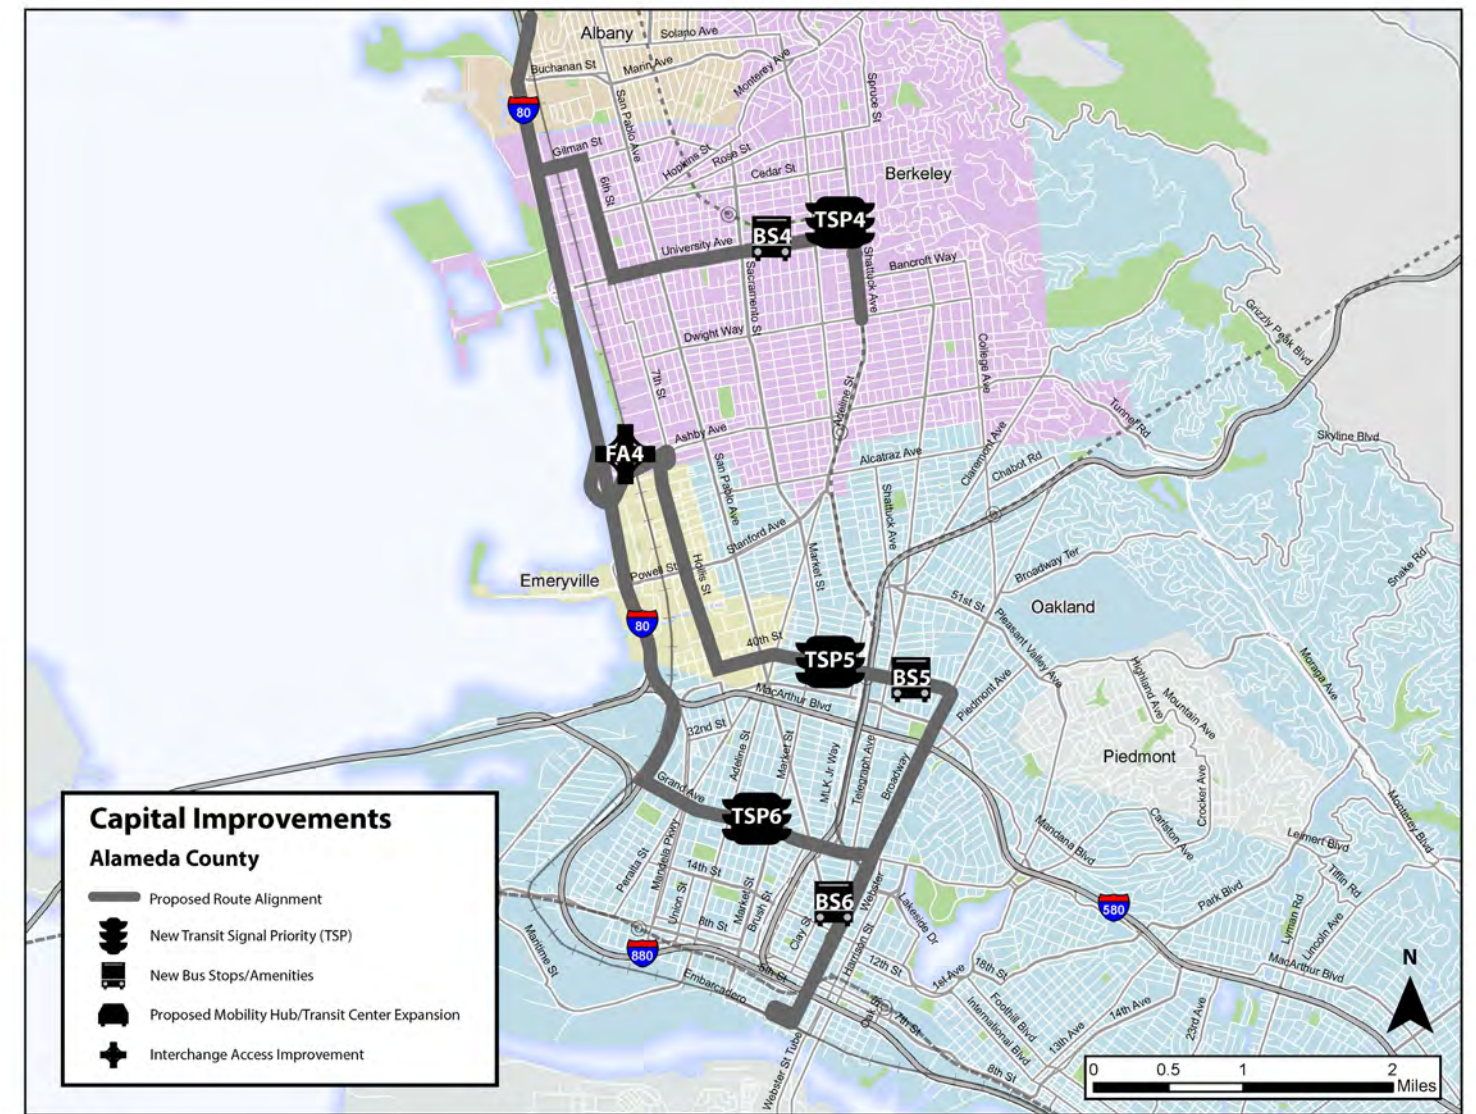 Albany
Solano Ave
Buchanan St
Marin Ave
Monterey Ave
Spruce St
80
San Pablo Ave
Gilman St
Hopkins St
Rose St
Cedar St
Berkeley
6th St
TSP4
BS4
University Ave
Shattuck Ave
Bancroft Way
Sacramento St
Grizzly Peak Blvd
Dwight Way
College Ave
7th St
Adeline St
Tunnel Rd
Ashby Ave
FA4
Skyline Blvd
Alcatraz Ave
Claremont Ave
Chabot Rd
San Pablo Ave
Shattuck Ave
Stanford Ave
Market St
Broadway Ter
Snake Rd
Powell St
Hollis St
Emeryville
51st St
Oakland
80
Pleasant Valley Ave
40th St
TSP5
BS5
Moraga Ave
Highland Ave
Mountain Ave
MacArthur Blvd
Piedmont Ave
32nd St
Adeline St
Market St
MLK Jr Way
Telegraph Ave
Broadway
Piedmont
Grand Ave
Crocker Ave
TSP6
Monterey Blvd
Carlston Ave
Mandana Blvd
Leimert Blvd
Peralta St
Mandela Pkwy
14th St
Tiffin Rd
Union St
Market St
Brush St
BS6
Webster
Lakeside Dr
580
Park Blvd
Lyman Rd
Lincoln Ave
8th St
Clay St
Harrison St
Maritime St
880
5th St
12th St
1st Ave
18th St
MacArthur Blvd
Embarcadero
Foothill Blvd
International Blvd
14th Ave
23rd Ave
Oak St
7th St
13th Ave
8th St
Webster St Tube
Capital Improvements
Alameda County
Proposed Route Alignment
New Transit Signal Priority (TSP)
New Bus Stops/Amenities
Proposed Mobility Hub/Transit Center Expansion
Interchange Access Improvement
N
0 0.5 1 2
Miles